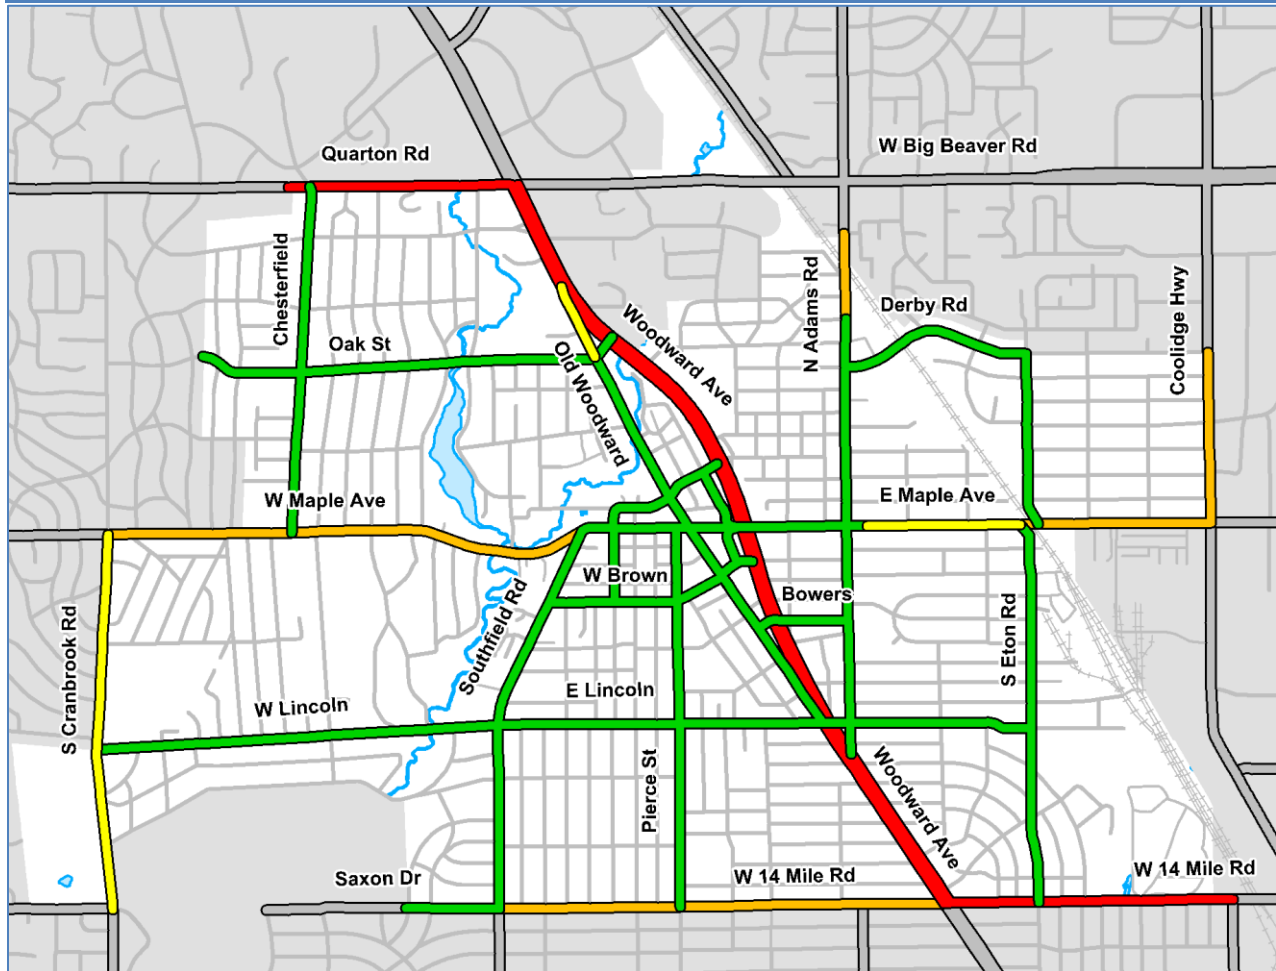 W Big Beaver Rd
Quarton Rd
Chesterfield
N Adams Rd
Derby Rd
Coolidge Hwy
Woodward Ave
Oak St
Old Woodward
W Maple Ave
E Maple Ave
W Brown
Bowers
S Cranbrook Rd
Southfield Rd
S Eton Rd
E Lincoln
W Lincoln
Pierce St
Woodward Ave
Saxon Dr
W 14 Mile Rd
W 14 Mile Rd